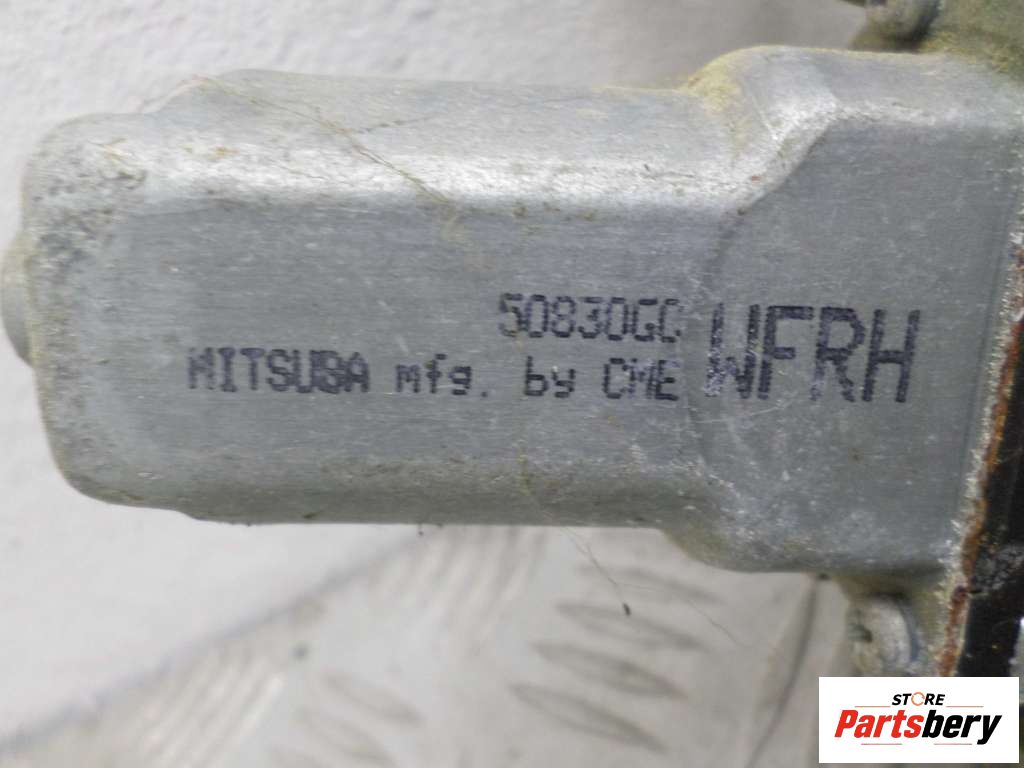 50830GC
MITSUBA mfg. by CME
WFRH
STORE
Partsbery